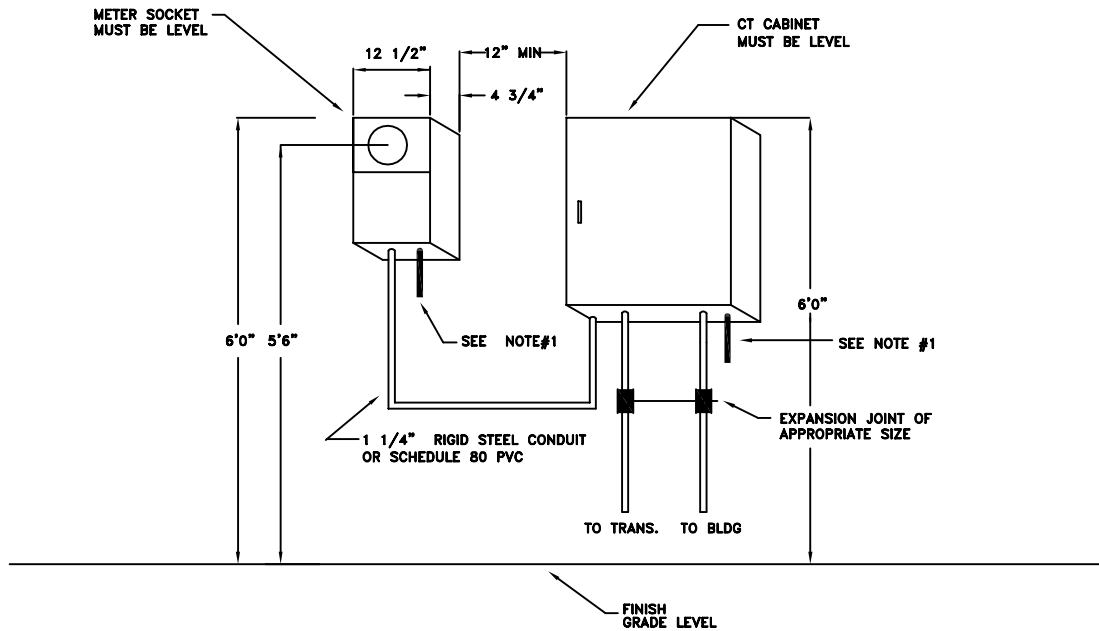 METER SOCKET
MUST BE LEVEL
CT CABINET
MUST BE LEVEL
12 1/2"
12" MIN
4 3/4"
6'0"
5'6"
6'0"
SEE NOTE#1
SEE NOTE #1
1 1/4" RIGID STEEL CONDUIT
OR SCHEDULE 80 PVC
EXPANSION JOINT OF
APPROPRIATE SIZE
TO TRANS.
TO BLDG
FINISH
GRADE LEVEL